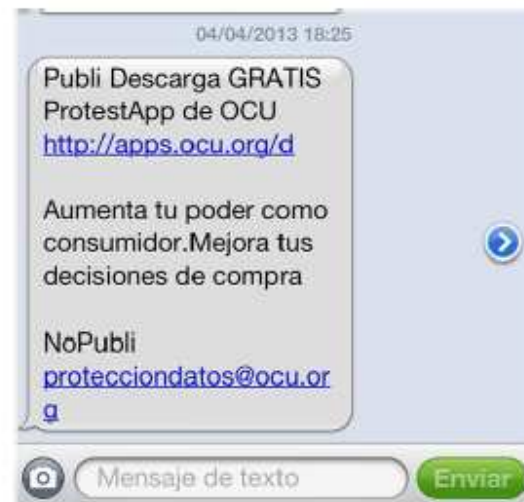 04/04/2013 18:25
Publi Descarga GRATIS
ProtestApp de OCU
http://apps.ocu.org/d
Aumenta tu poder como
consumidor.Mejora tus
decisiones de compra
NoPubli
protecciondatos@ocu.or
g
Mensaje de texto
Enviar